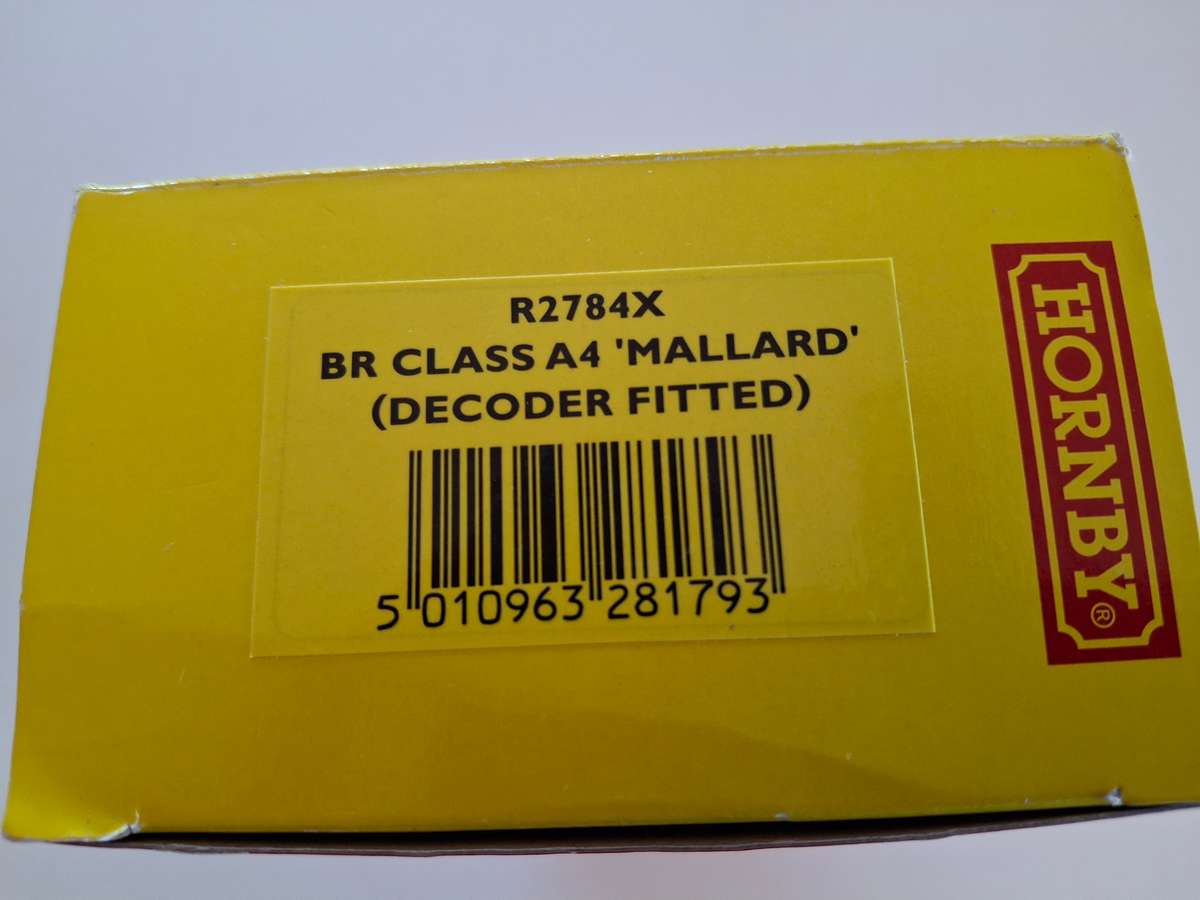 R2784X
BR CLASS A4 'MALLARD'
(DECODER FITTED)
5 010963 281793
HORNBY®